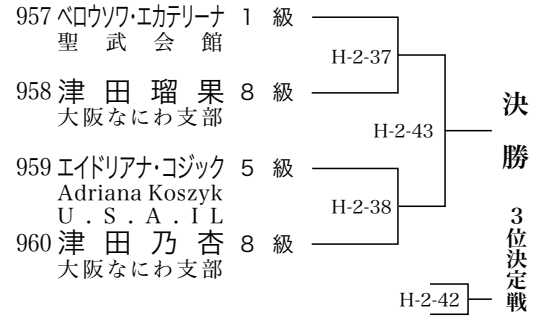 957 ベロウソワ・エカテリーナ 1 級
聖武会館
H-2-37
958 津田瑠果 8 級
大阪なにわ支部
H-2-43
決勝
959 エイドリアナ・コジック 5 級
Adriana Koszyk
U.S.A.IL
H-2-38
960 津田乃杏 8 級
大阪なにわ支部
3位決定戦
H-2-42